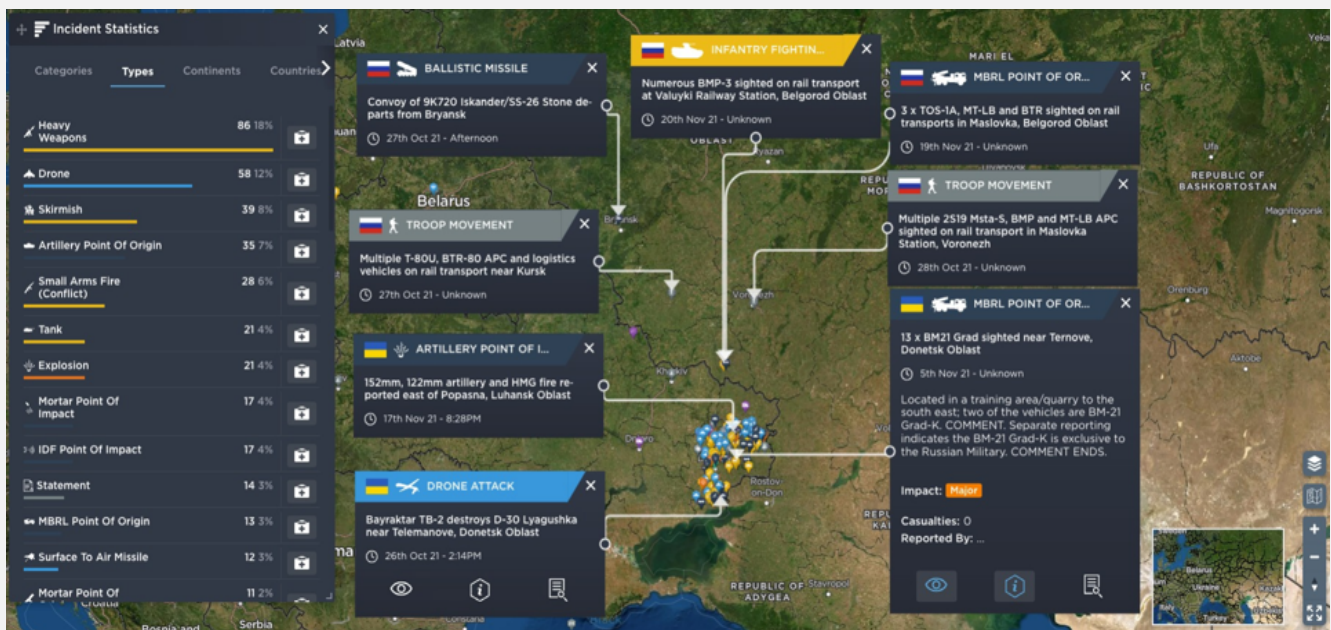 Incident Statistics
Categories Types Continents Countries
Heavy
Weapons
86 18%
Drone 58 12%
Skirmish 39 8%
Artillery Point Of Origin 35 7%
Small Arms Fire
(Conflict)
28 6%
Tank 21 4%
Explosion 21 4%
Mortar Point Of
Impact
17 4%
IDF Point Of Impact 17 4%
Statement 14 3%
MBRL Point Of Origin 13 3%
Surface To Air Missile 12 3%
Mortar Point Of 11 2%
BALLISTIC MISSILE
Convoy of 9K720 Iskander/SS-26 Stone de-
parts from Bryansk
27th Oct 21 - Afternoon
TROOP MOVEMENT
Multiple T-80U, BTR-80 APC and logistics
vehicles on rail transport near Kursk
27th Oct 21 - Unknown
ARTILLERY POINT OF I...
152mm, 122mm artillery and HMG fire re-
ported east of Popasna, Luhansk Oblast
17th Nov 21 - 8:28PM
DRONE ATTACK
Bayraktar TB-2 destroys D-30 Lyagushka
near Telemanove, Donetsk Oblast
26th Oct 21 - 2:14PM
INFANTRY FIGHTIN...
Numerous BMP-3 sighted on rail transport
at Valuyki Railway Station, Belgorod Oblast
20th Nov 21 - Unknown
MBRL POINT OF OR...
3 x TOS-1A, MT-LB and BTR sighted on rail
transports in Maslovka, Belgorod Oblast
19th Nov 21 - Unknown
TROOP MOVEMENT
Multiple 2S19 Msta-S, BMP and MT-LB APC
sighted on rail transport in Maslovka
Station, Voronezh
28th Oct 21 - Unknown
MBRL POINT OF OR...
13 x BM21 Grad sighted near Ternove,
Donetsk Oblast
5th Nov 21 - Unknown
Located in a training area/quarry to the
south east; two of the vehicles are BM-21
Grad-K. COMMENT. Separate reporting
indicates the BM-21 Grad-K is exclusive to
the Russian Military. COMMENT ENDS.
Impact: Major
Casualties: 0
Reported By: ...
Latvia
Belarus
Bryansk
OBLAST
Ryazan
MARI EL
Ufa
REPUBLIC OF
BASHKORTOSTAN
Magnitogorsk
Orenburg
Aktobe
Kharkiv
Dnipro
Rostov-
on-Don
REPUBLIC OF
ADYGEA
Stavropol
Croatia
Bosnia and
Serbia
Constanta
Belarus
Ukraine
Turkey